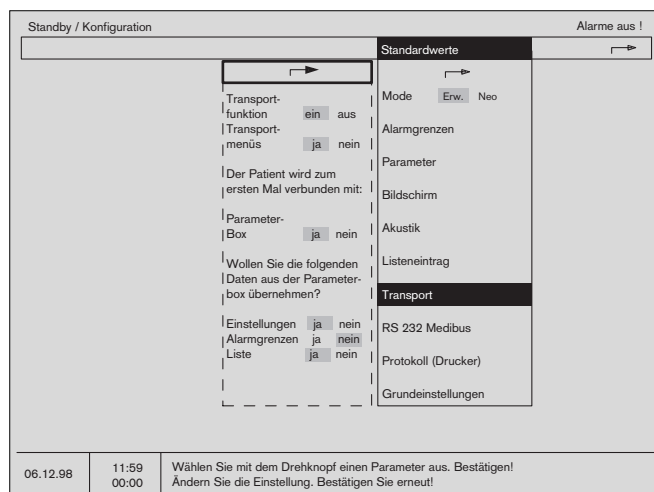 Standby / Konfiguration
Alarme aus !
Standardwerte
Transport-
funktion ein aus
Transport-
menüs ja nein
Der Patient wird zum
ersten Mal verbunden mit:
Parameter-
Box ja nein
Wollen Sie die folgenden
Daten aus der Parameter-
box übernehmen?
Einstellungen ja nein
Alarmgrenzen ja nein
Liste ja nein
Mode Erw. Neo
Alarmgrenzen
Parameter
Bildschirm
Akustik
Listeneintrag
Transport
RS 232 Medibus
Protokoll (Drucker)
Grundeinstellungen
06.12.98
11:59
00:00
Wählen Sie mit dem Drehknopf einen Parameter aus. Bestätigen!
Ändern Sie die Einstellung. Bestätigen Sie erneut!